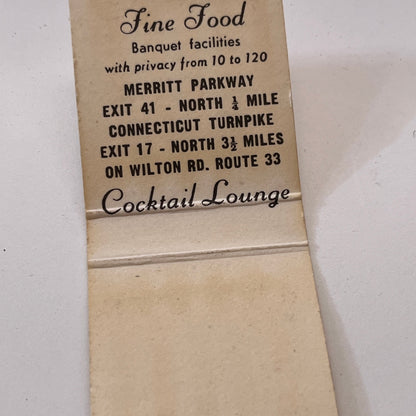 Fine Food
Banquet facilities
with privacy from 10 to 120
MERRITT PARKWAY
EXIT 41 - NORTH ¼ MILE
CONNECTICUT TURNPIKE
EXIT 17 - NORTH 3½ MILES
ON WILTON RD. ROUTE 33
Cocktail Lounge